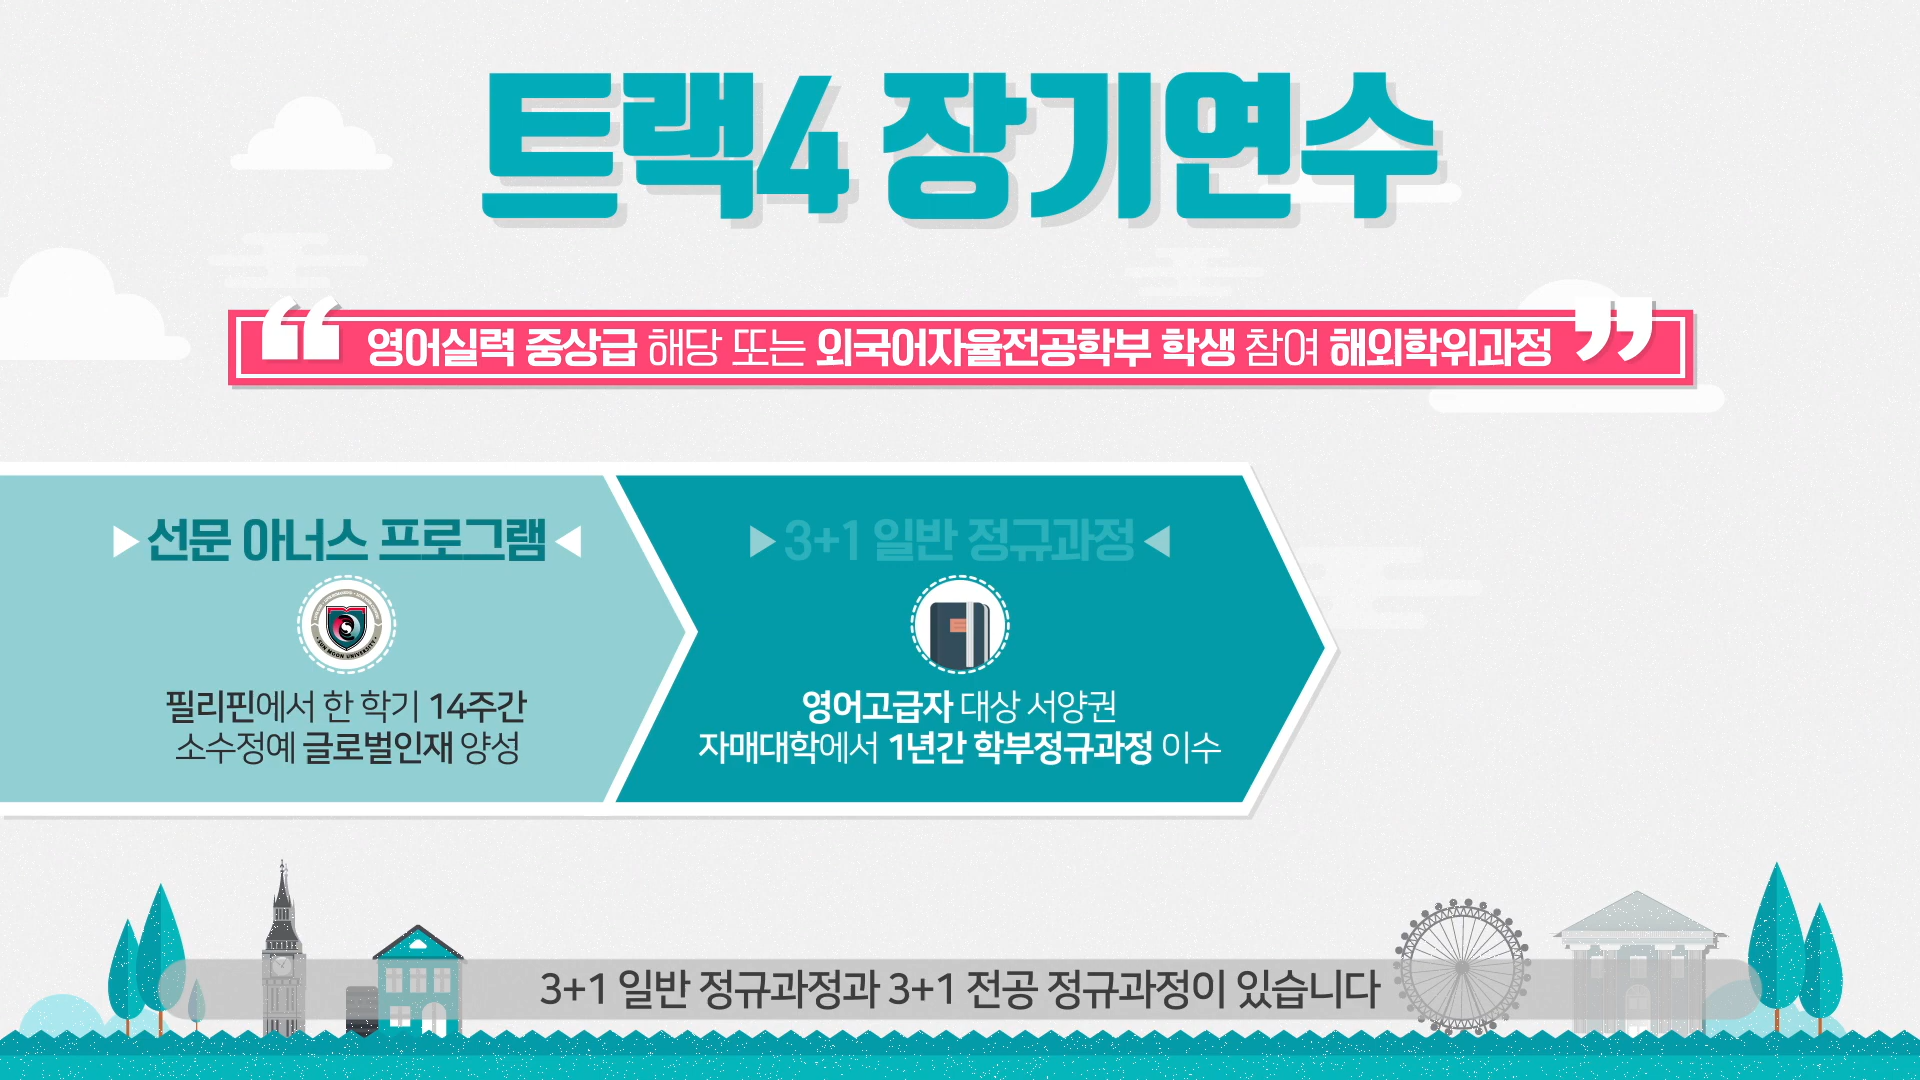 트랙4 장기연수
“ 영어실력 중상급 해당 또는 외국어자율전공학부 학생 참여 해외학위과정 ”
선문 아너스 프로그램
SUN MOON UNIVERSITY
필리핀에서 한 학기 14주간
소수정예 글로벌인재 양성
3+1 일반 정규과정
영어고급자 대상 서양권
자매대학에서 1년간 학부정규과정 이수
3+1 일반 정규과정과 3+1 전공 정규과정이 있습니다